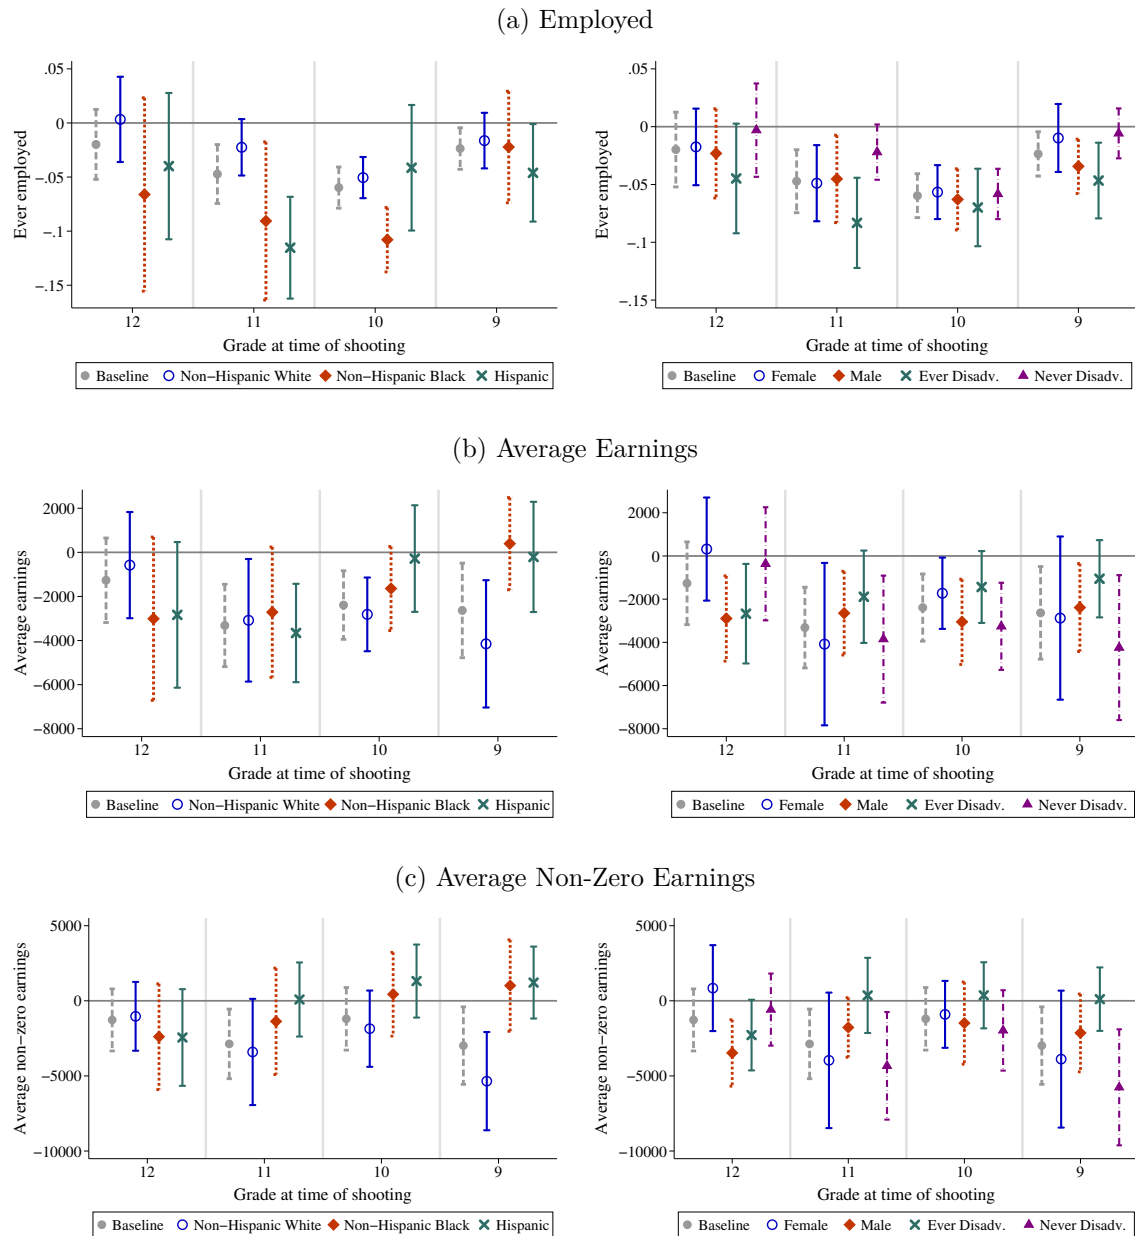 (a) Employed
.05
0
−.05
−.1
−.15
Ever employed
12 11 10 9
Grade at time of shooting
Baseline Non−Hispanic White Non−Hispanic Black Hispanic
.05
0
−.05
−.1
−.15
Ever employed
12 11 10 9
Grade at time of shooting
Baseline Female Male Ever Disadv. Never Disadv.
(b) Average Earnings
2000
0
−2000
−4000
−6000
−8000
Average earnings
12 11 10 9
Grade at time of shooting
Baseline Non−Hispanic White Non−Hispanic Black Hispanic
2000
0
−2000
−4000
−6000
−8000
Average earnings
12 11 10 9
Grade at time of shooting
Baseline Female Male Ever Disadv. Never Disadv.
(c) Average Non-Zero Earnings
5000
0
−5000
−10000
Average non−zero earnings
12 11 10 9
Grade at time of shooting
Baseline Non−Hispanic White Non−Hispanic Black Hispanic
5000
0
−5000
−10000
Average non−zero earnings
12 11 10 9
Grade at time of shooting
Baseline Female Male Ever Disadv. Never Disadv.